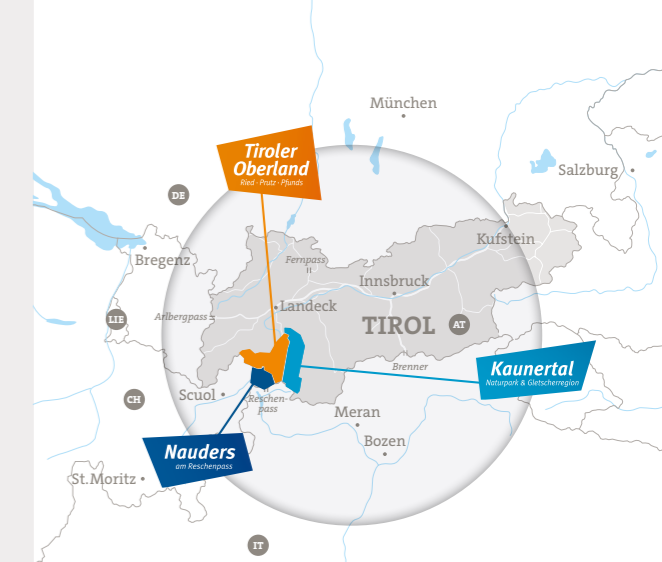 München
Tiroler
Oberland
Ried · Prutz · Pfunds
Salzburg
DE
Kufstein
Bregenz
Fernpass
Innsbruck
Landeck
Arlbergpass
LIE
TIROL
AT
Brenner
Kaunertal
Naturpark & Gletscherregion
Scuol
CH
Reschen-
pass
Meran
Bozen
Nauders
am Reschenpass
St.Moritz
IT